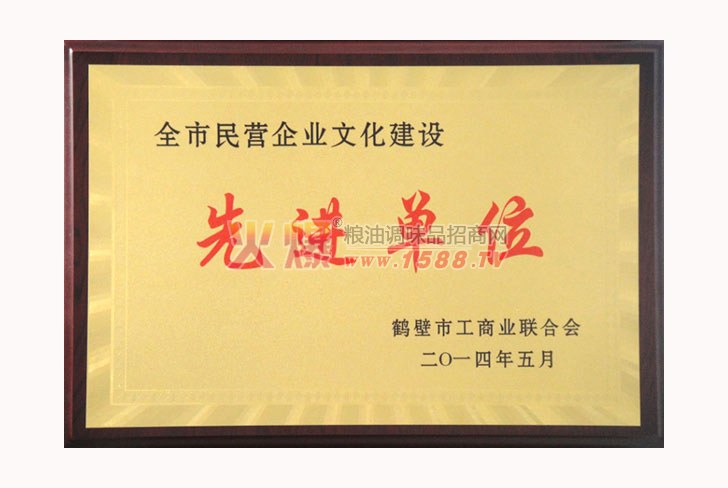 全市民营企业文化建设
先进单位
火爆®粮油调味品招商网
www.1588.TV
鹤壁市工商业联合会
二〇一四年五月